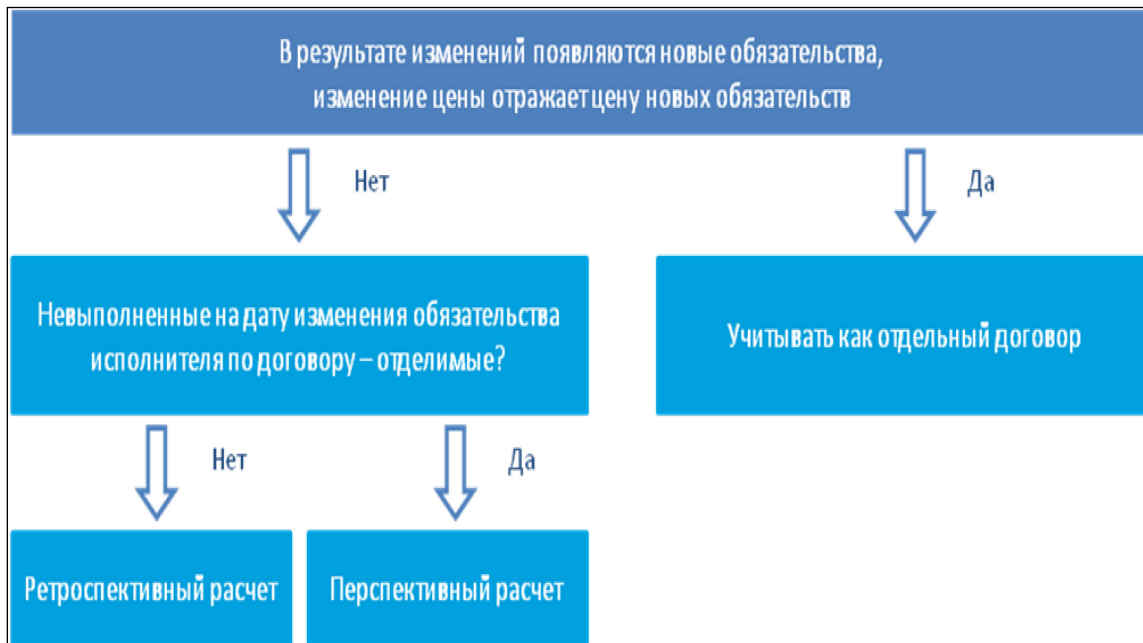 В результате изменений появляются новые обязательства,
изменение цены отражает цену новых обязательств
Нет
Да
Невыполненные на дату изменения обязательства
исполнителя по договору – отделимые?
Учитывать как отдельный договор
Нет
Да
Ретроспективный расчет
Перспективный расчет